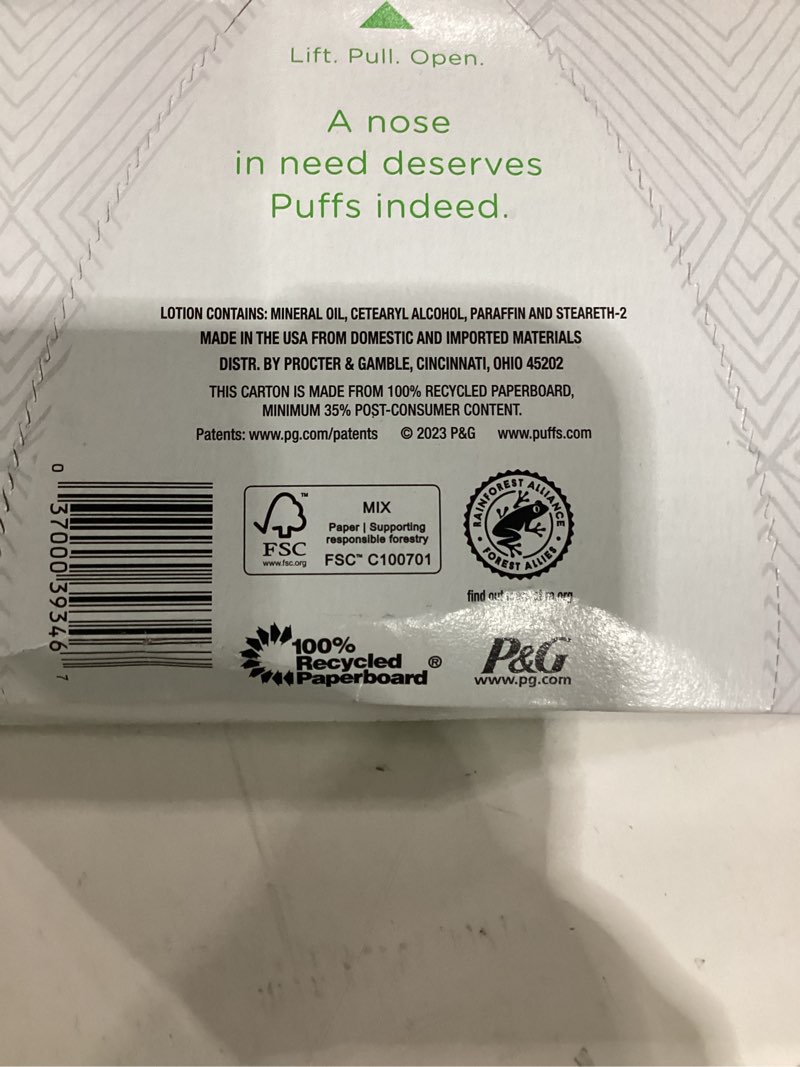 Lift. Pull. Open.
A nose
in need deserves
Puffs indeed.
LOTION CONTAINS: MINERAL OIL, CETEARYL ALCOHOL, PARAFFIN AND STEARETH-2
MADE IN THE USA FROM DOMESTIC AND IMPORTED MATERIALS
DISTR. BY PROCTER & GAMBLE, CINCINNATI, OHIO 45202
THIS CARTON IS MADE FROM 100% RECYCLED PAPERBOARD,
MINIMUM 35% POST-CONSUMER CONTENT.
Patents: www.pg.com/patents © 2023 P&G www.puffs.com
0 37000 39346 7
™
FSC
www.fsc.org
MIX
Paper | Supporting
responsible forestry
FSC™ C100701
RAINFOREST ALLIANCE
• FOREST ALLIES •
find out
100%
Recycled
Paperboard ®
P&G
www.pg.com